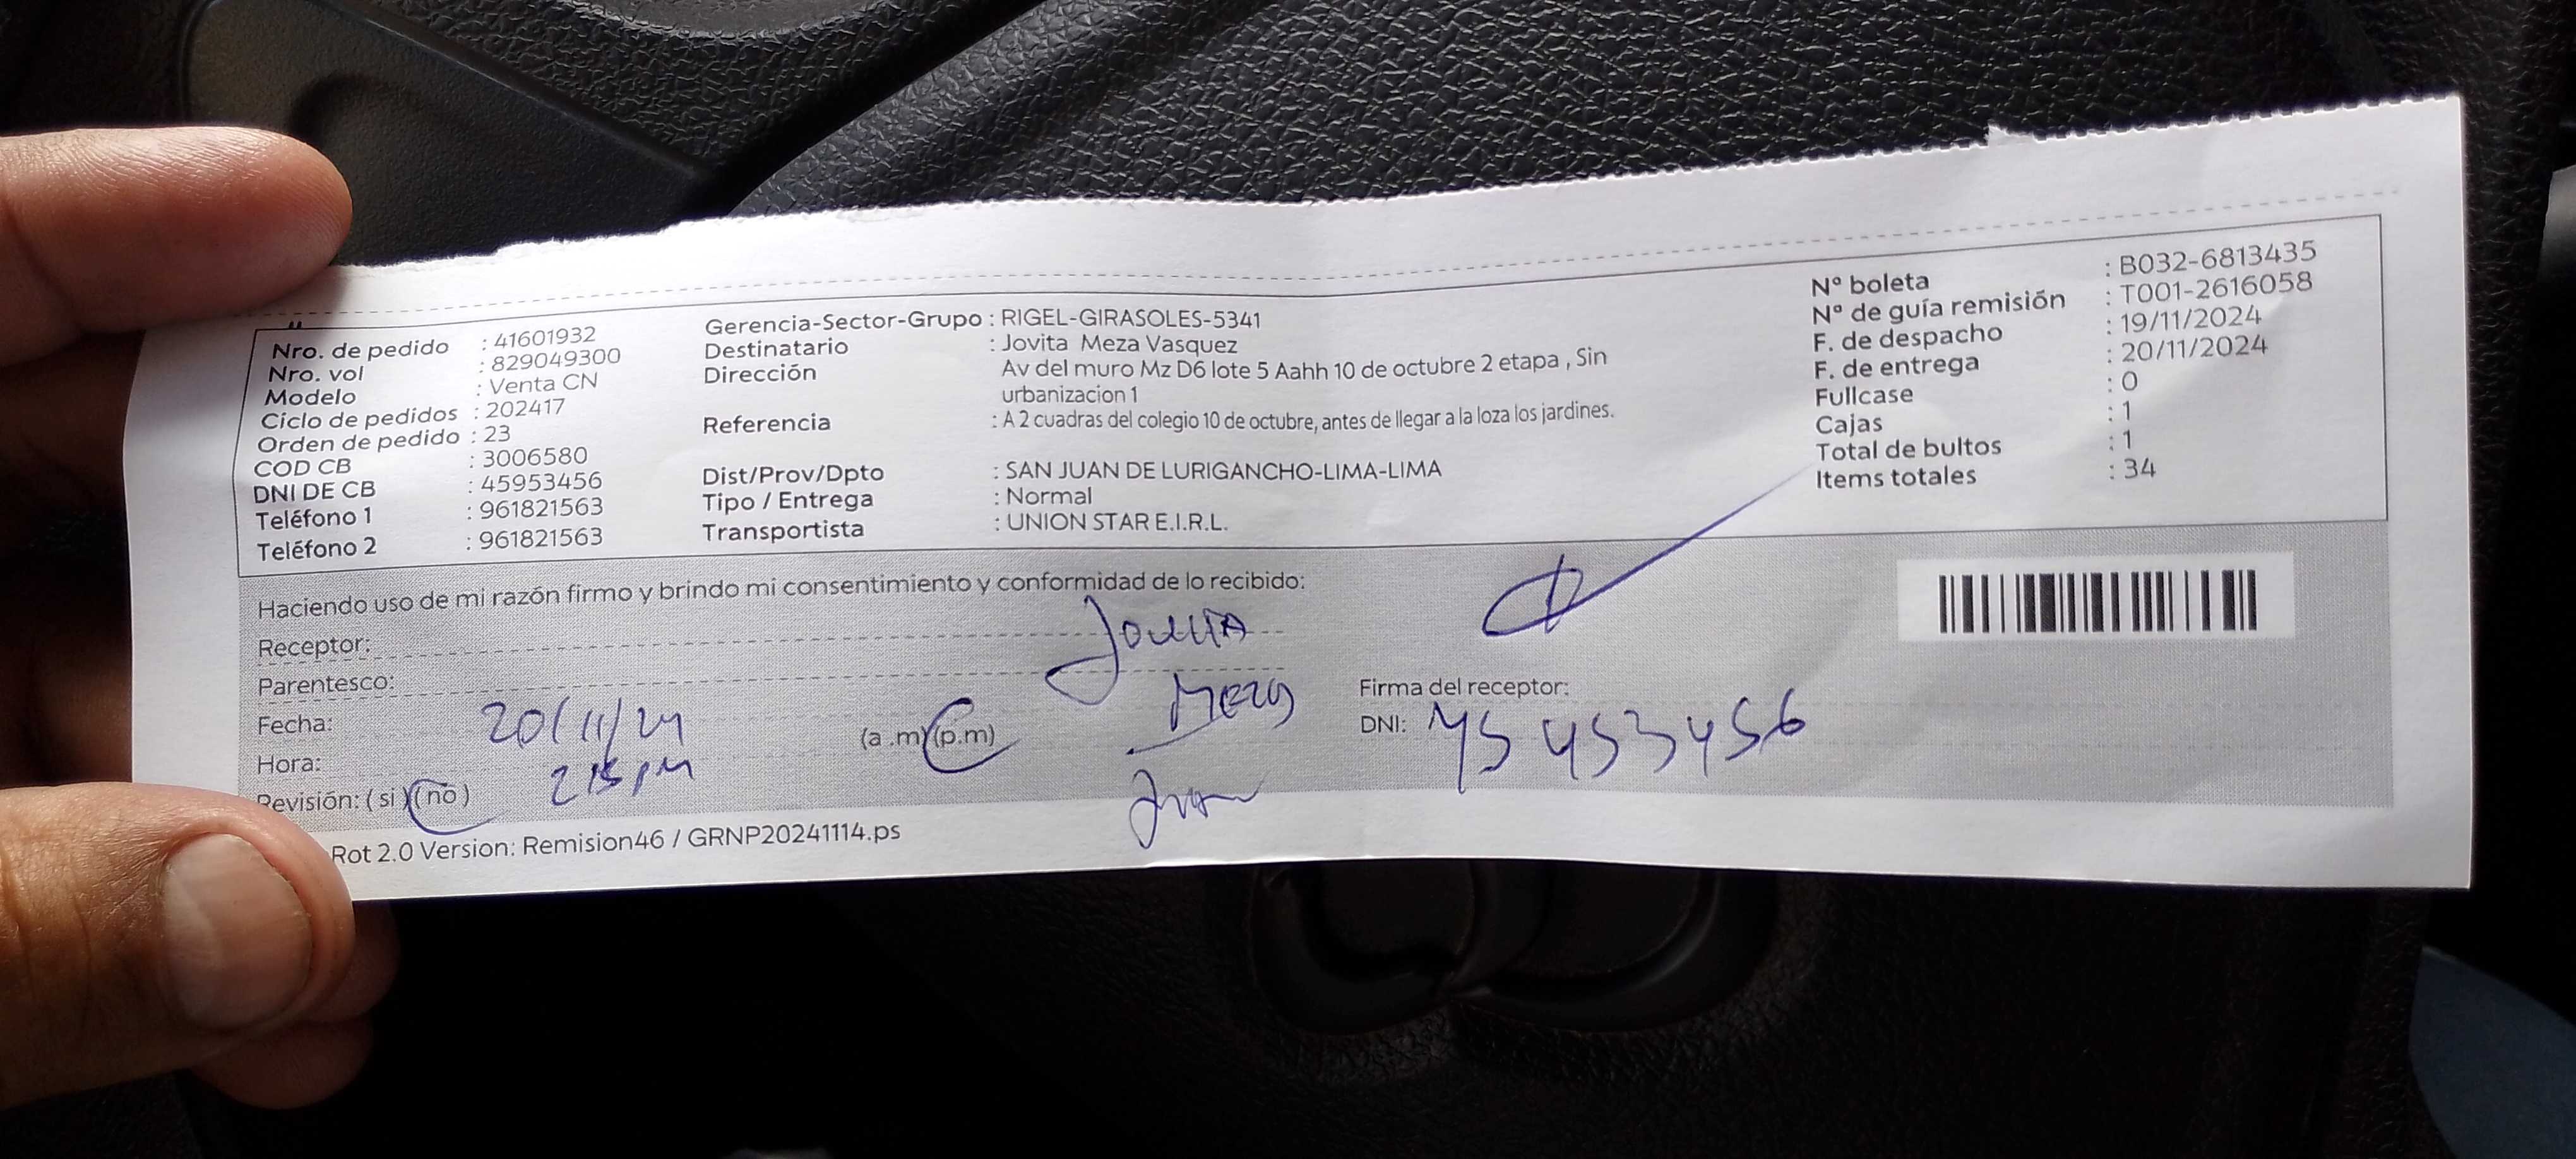 Nro. de pedido : 41601932
Nro. vol : 829049300
Modelo : Venta CN
Ciclo de pedidos : 202417
Orden de pedido : 23
COD CB : 3006580
DNI DE CB : 45953456
Teléfono 1 : 961821563
Teléfono 2 : 961821563
Gerencia-Sector-Grupo : RIGEL-GIRASOLES-5341
Destinatario : Jovita Meza Vasquez
Dirección Av del muro Mz D6 lote 5 Aahh 10 de octubre 2 etapa , Sin
urbanizacion 1
Referencia : A 2 cuadras del colegio 10 de octubre, antes de llegar a la loza los jardines.
Dist/Prov/Dpto : SAN JUAN DE LURIGANCHO-LIMA-LIMA
Tipo / Entrega : Normal
Transportista : UNION STAR E.I.R.L.
Nº boleta : B032-6813435
Nº de guía remisión : T001-2616058
F. de despacho : 19/11/2024
F. de entrega : 20/11/2024
Fullcase : 0
Cajas : 1
Total de bultos : 1
Items totales : 34
Haciendo uso de mi razón firmo y brindo mi consentimiento y conformidad de lo recibido:
Receptor: Jovita
Parentesco: Meza
Fecha: 20/11/24 (a .m) (p.m)
Hora: 2 15 pm
Revisión: ( si ) ( no )
Firma del receptor:
DNI: 45 453456
Rot 2.0 Version: Remision46 / GRNP20241114.ps